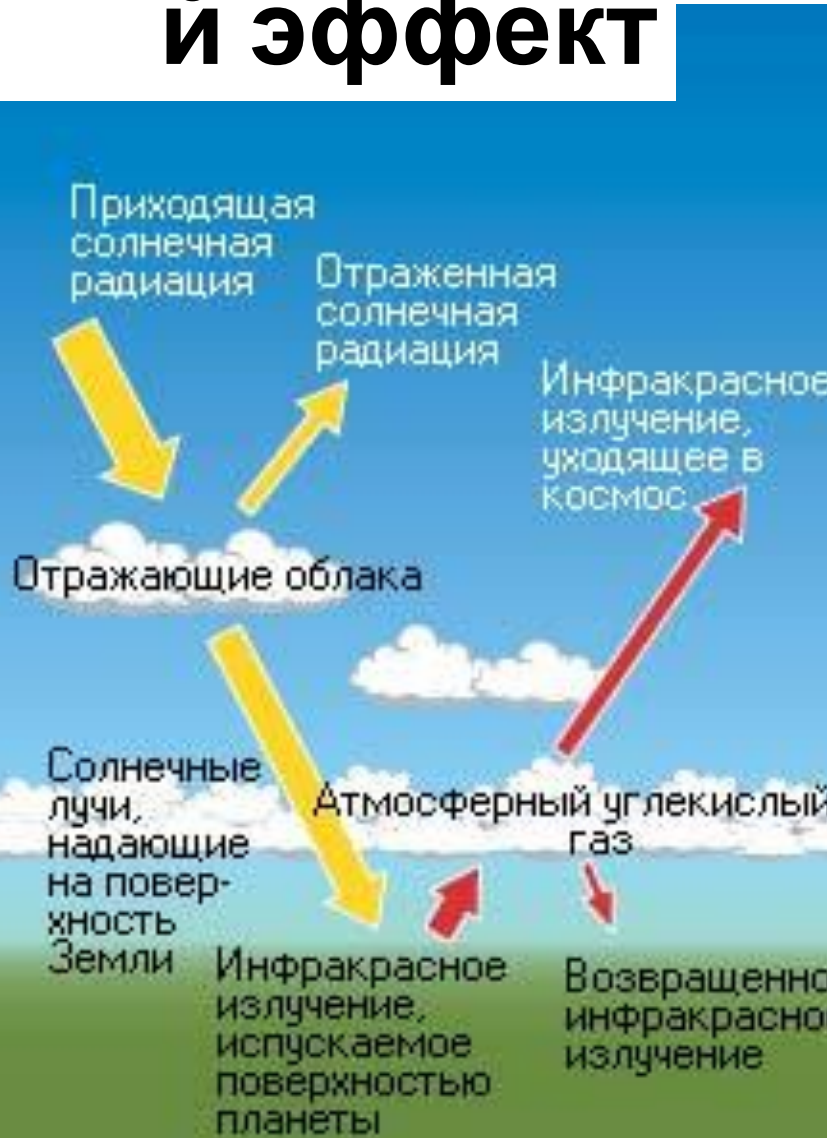 й эффект
Приходящая
солнечная
радиация
Отраженная
солнечная
радиация
Инфракрасное
излучение,
уходящее в
космос
Отражающие облака
Солнечные
лучи,
надающие
на повер-
хность
Земли
Атмосферный углекислый
газ
Инфракрасное
излучение,
испускаемое
поверхностью
планеты
Возвращенно
инфракрасно
излучение